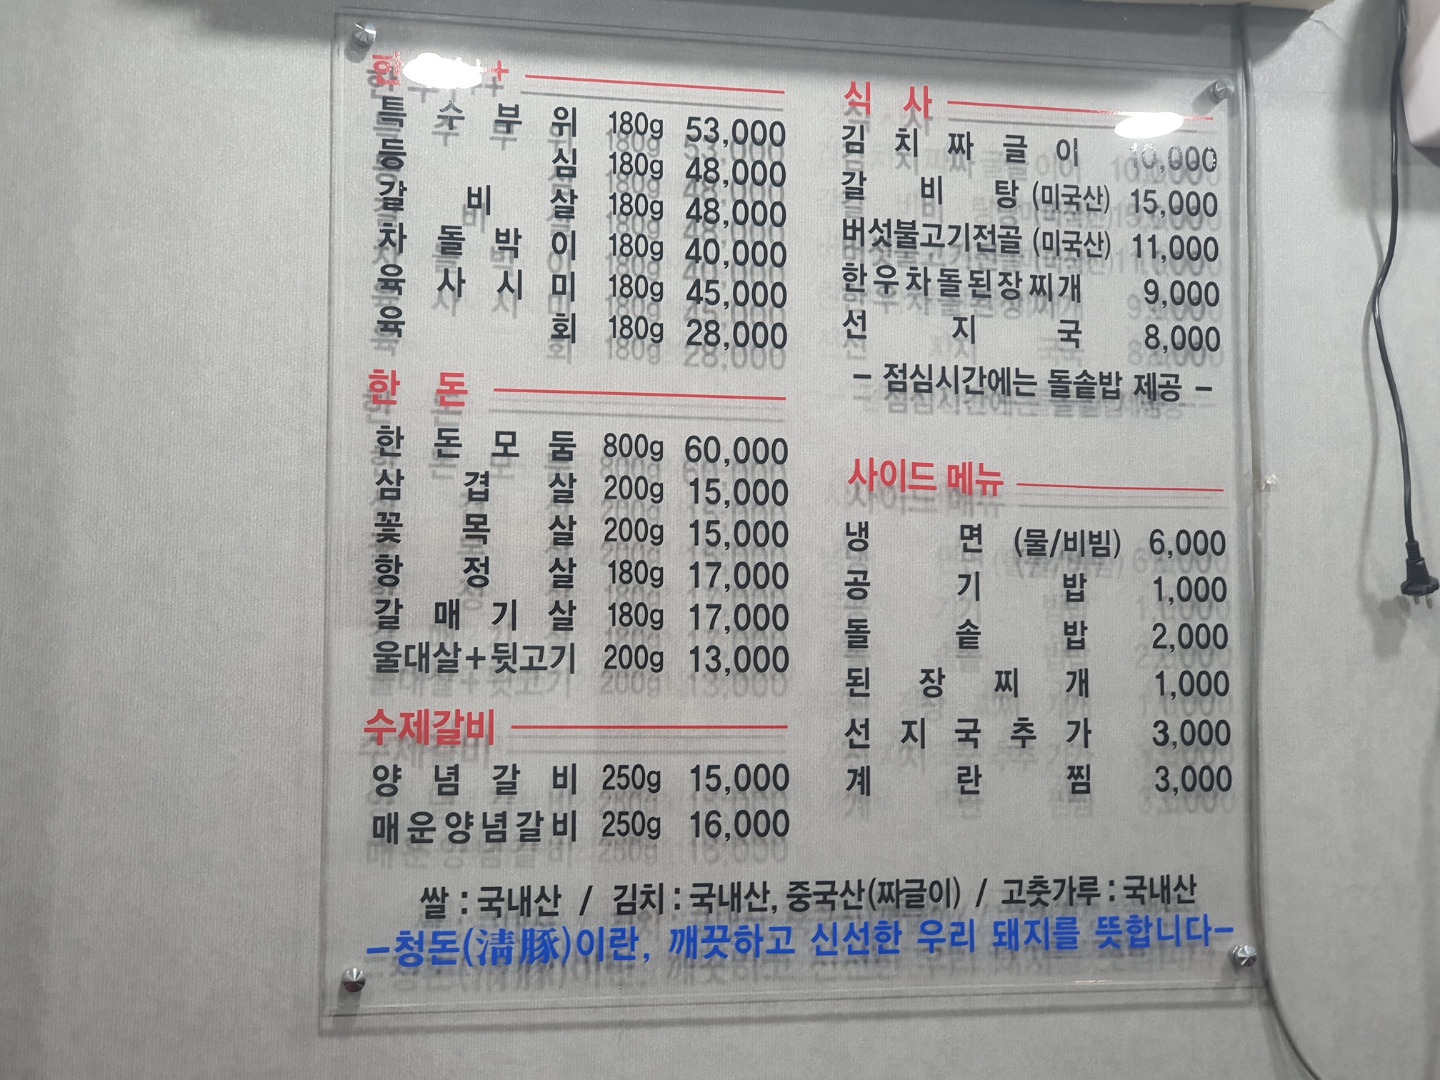 한우++
특수부위 180g 53,000
등심 180g 48,000
갈비살 180g 48,000
차돌박이 180g 40,000
육사시미 180g 45,000
육회 180g 28,000
한돈
한돈모둠 800g 60,000
삼겹살 200g 15,000
꽃목살 200g 15,000
항정살 180g 17,000
갈매기살 180g 17,000
울대살+뒷고기 200g 13,000
수제갈비
양념갈비 250g 15,000
매운양념갈비 250g 16,000
식사
김치짜글이 10,000
갈비탕 (미국산) 15,000
버섯불고기전골 (미국산) 11,000
한우차돌된장찌개 9,000
선지국 8,000
- 점심시간에는 돌솥밥 제공 -
사이드 메뉴
냉면 (물/비빔) 6,000
공기밥 1,000
돌솥밥 2,000
된장찌개 1,000
선지국추가 3,000
계란찜 3,000
쌀 : 국내산 / 김치 : 국내산, 중국산(짜글이) / 고춧가루 : 국내산
-청돈(淸豚)이란, 깨끗하고 신선한 우리 돼지를 뜻합니다-